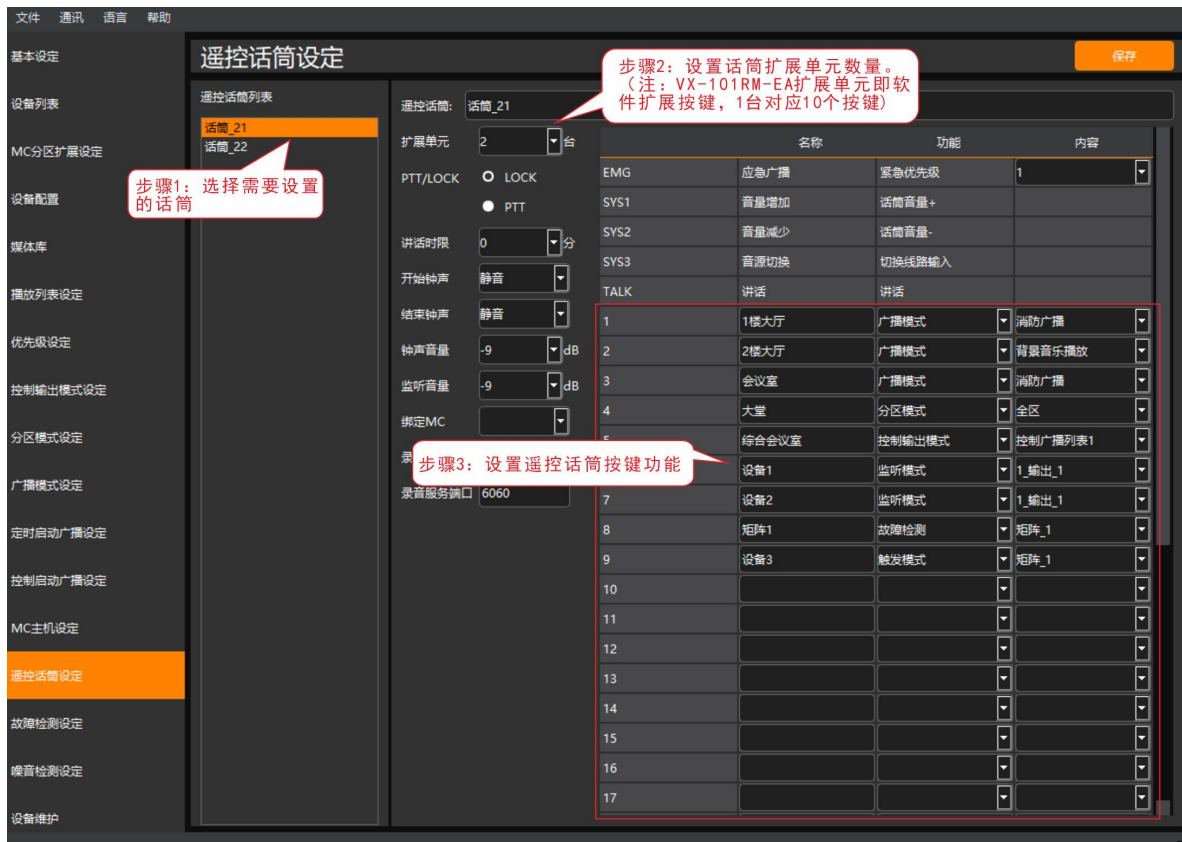 文件 通讯 语言 帮助
基本设定
设备列表
MC分区扩展设定
设备配置
媒体库
播放列表设定
优先级设定
控制输出模式设定
分区模式设定
广播模式设定
定时启动广播设定
控制启动广播设定
MC主机设定
遥控话筒设定
故障检测设定
噪音检测设定
设备维护
遥控话筒设定
保存
遥控话筒列表
话筒_21
话筒_22
步骤1：选择需要设置
的话筒
步骤2：设置话筒扩展单元数量。
（注：VX-101RM-EA扩展单元即软
件扩展按键，1台对应10个按键）
遥控话筒: 话筒_21
扩展单元 2 台
PTT/LOCK LOCK
PTT
讲话时限 0 分
开始钟声 静音
结束钟声 静音
钟声音量 -9 dB
监听音量 -9 dB
绑定MC
步骤3：设置遥控话筒按键功能
录音服务端口 6060
名称 功能 内容
EMG 应急广播 紧急优先级 1
SYS1 音量增加 话筒音量+
SYS2 音量减少 话筒音量-
SYS3 音源切换 切换线路输入
TALK 讲话 讲话
1 1楼大厅 广播模式 消防广播
2 2楼大厅 广播模式 背景音乐播放
3 会议室 广播模式 消防广播
4 大堂 分区模式 全区
综合会议室 控制输出模式 控制广播列表1
设备1 监听模式 1_输出_1
7 设备2 监听模式 1_输出_1
8 矩阵1 故障检测 矩阵_1
9 设备3 触发模式 矩阵_1
10
11
12
13
14
15
16
17